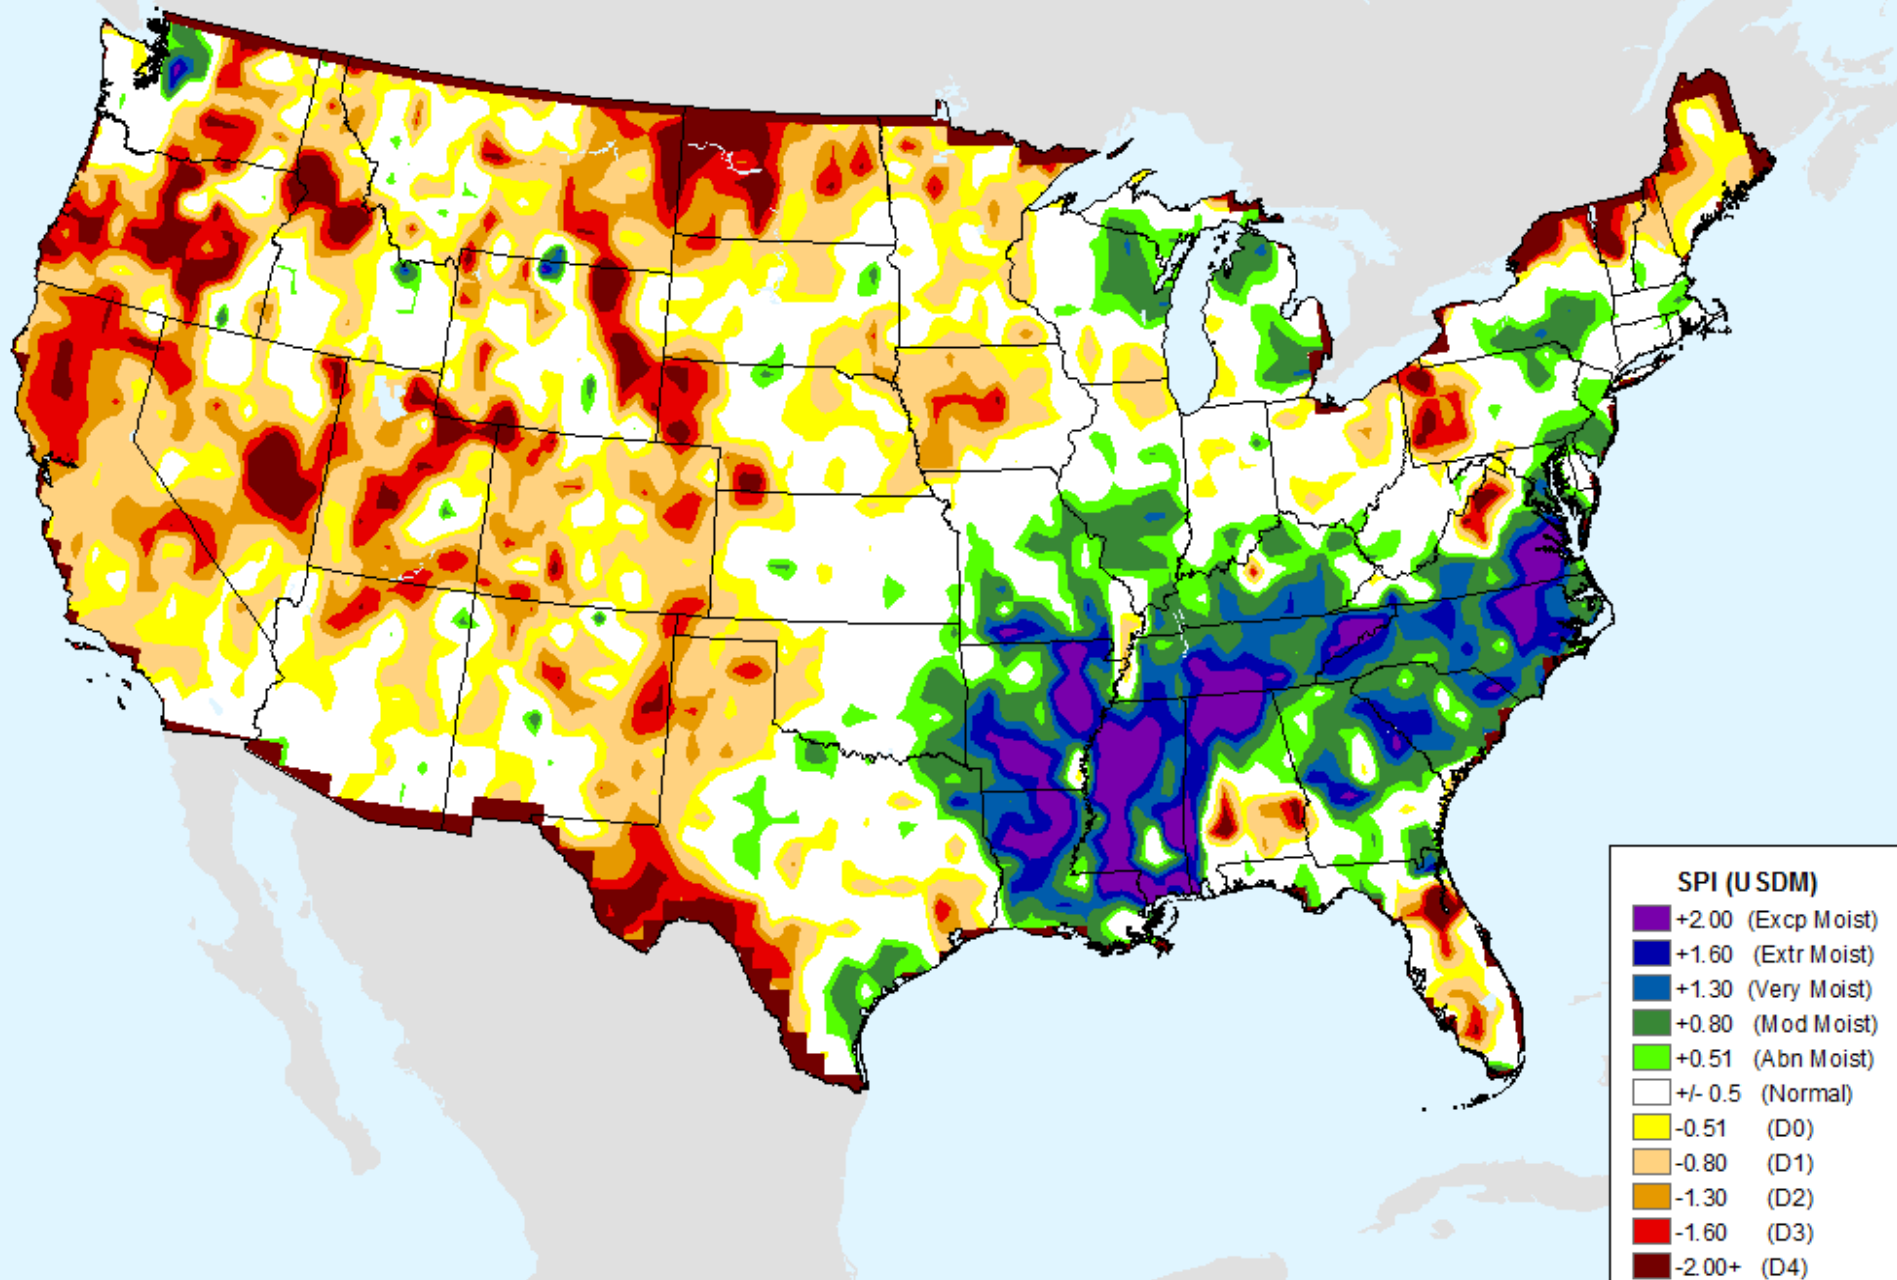 SPI (USDM)
+2.00 (Excp Moist)
+1.60 (Extr Moist)
+1.30 (Very Moist)
+0.80 (Mod Moist)
+0.51 (Abn Moist)
+/- 0.5 (Normal)
-0.51 (D0)
-0.80 (D1)
-1.30 (D2)
-1.60 (D3)
-2.00+ (D4)